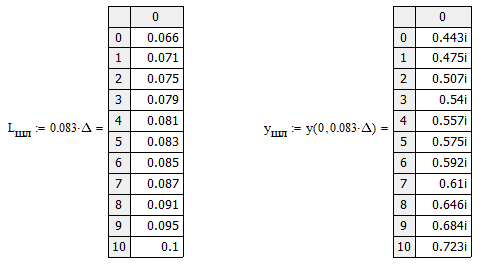 0 0
0 0.066 0 0.443i
1 0.071 1 0.475i
2 0.075 2 0.507i
3 0.079 3 0.54i
Lшл := 0.083·Δ = 4 0.081 yшл := y(0, 0.083·Δ) = 4 0.557i
5 0.083 5 0.575i
6 0.085 6 0.592i
7 0.087 7 0.61i
8 0.091 8 0.646i
9 0.095 9 0.684i
10 0.1 10 0.723i